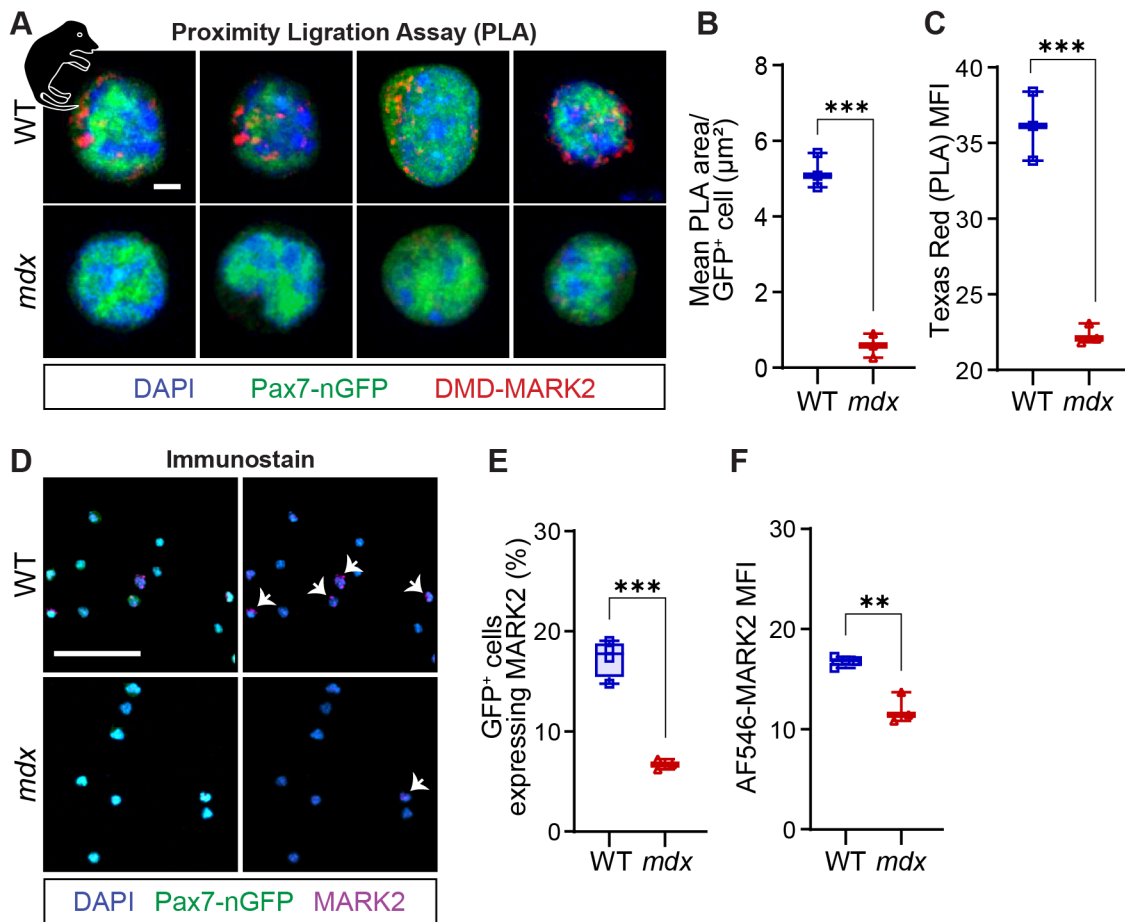 A
Proximity Ligration Assay (PLA)
WT
mdx
DAPI Pax7-nGFP DMD-MARK2
B
Mean PLA area/
GFP⁺ cell (µm²)
8
6
4
2
0
***
WT mdx
C
Texas Red (PLA) MFI
40
35
30
25
20
***
WT mdx
D
Immunostain
WT
mdx
DAPI Pax7-nGFP MARK2
E
GFP⁺ cells
expressing MARK2 (%)
30
20
10
0
***
WT mdx
F
AF546-MARK2 MFI
30
20
10
0
**
WT mdx